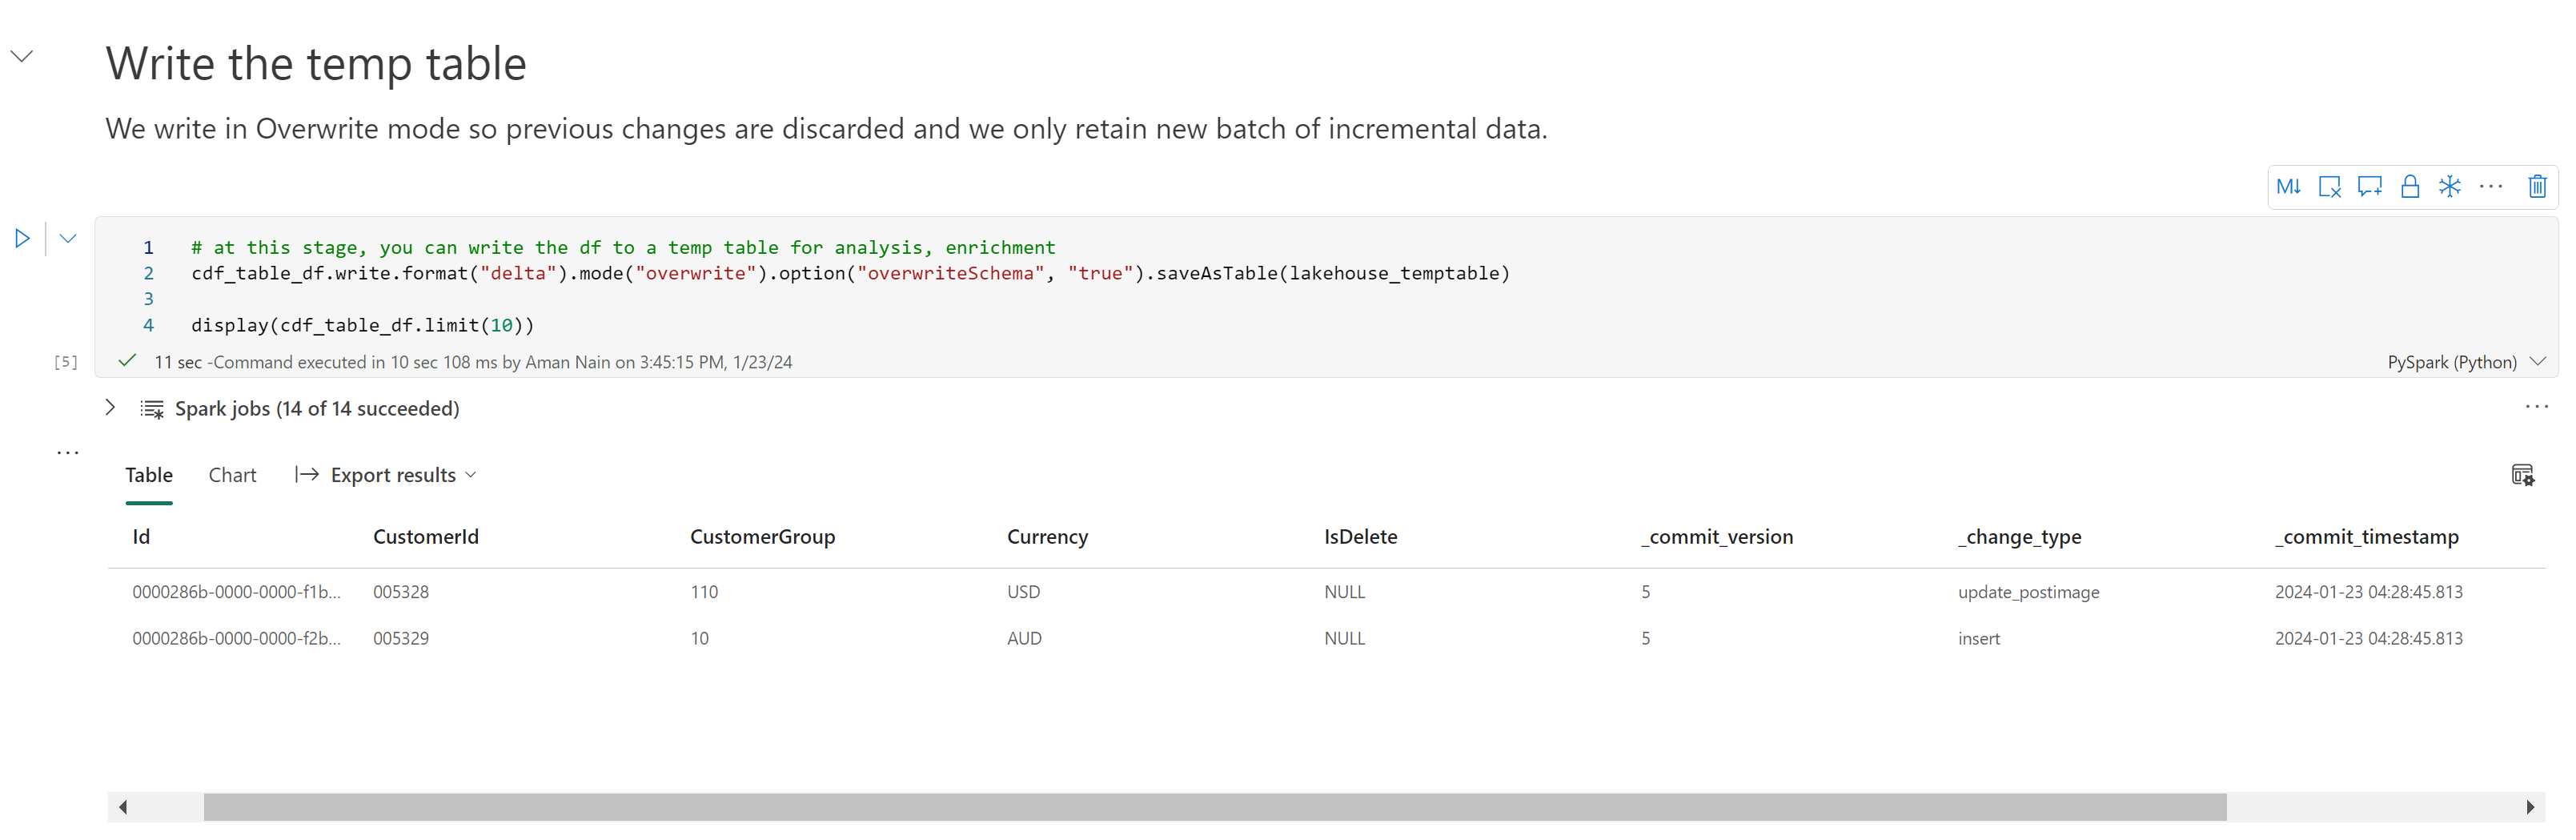 Write the temp table
We write in Overwrite mode so previous changes are discarded and we only retain new batch of incremental data.
M↓
1 # at this stage, you can write the df to a temp table for analysis, enrichment
2 cdf_table_df.write.format("delta").mode("overwrite").option("overwriteSchema", "true").saveAsTable(lakehouse_temptable)
3
4 display(cdf_table_df.limit(10))
[5] 11 sec -Command executed in 10 sec 108 ms by Aman Nain on 3:45:15 PM, 1/23/24 PySpark (Python)
Spark jobs (14 of 14 succeeded)
Table Chart Export results
Id CustomerId CustomerGroup Currency IsDelete _commit_version _change_type _commit_timestamp
0000286b-0000-0000-f1b... 005328 110 USD NULL 5 update_postimage 2024-01-23 04:28:45.813
0000286b-0000-0000-f2b... 005329 10 AUD NULL 5 insert 2024-01-23 04:28:45.813